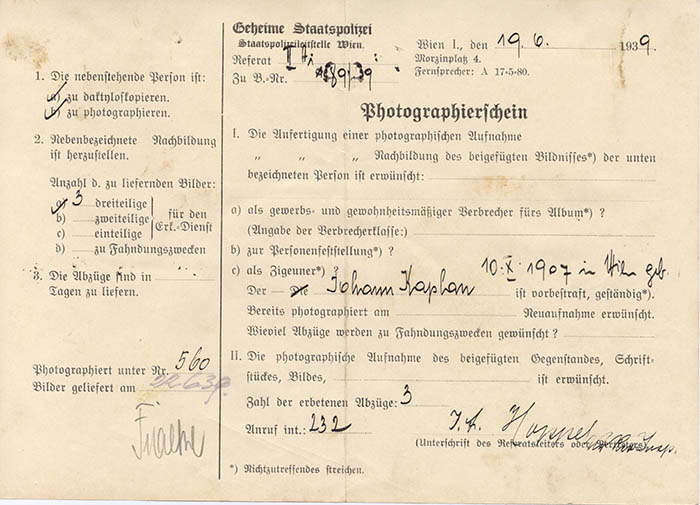 Geheime Staatspolizei
Staatspolizeileitstelle Wien.
Referat II
Zu B.-Nr. 39
Wien I., den 19. 6. 1939.
Morzinplatz 4.
Fernsprecher: A 17-5-80.
1. Die nebenstehende Person ist:
a) zu daktyloskopieren.
b) zu photographieren.
2. Nebenbezeichnete Nachbildung
ist herzustellen.
Anzahl d. zu liefernden Bilder:
a) 3 dreiteilige
b) zweiteilige
c) einteilige
für den
Erk.-Dienst
d) zu Fahndungszwecken
3. Die Abzüge sind in
Tagen zu liefern.
Photographiert unter Nr. 560
Bilder geliefert am 22.6.39.
Photographierschein
I. Die Anfertigung einer photographischen Aufnahme
„ „ „ Nachbildung des beigefügten Bildnisses*) der unten
bezeichneten Person ist erwünscht:
a) als gewerbs- und gewohnheitsmäßiger Verbrecher fürs Album*) ?
(Angabe der Verbrecherklasse:)
b) zur Personenfeststellung*) ?
c) als Zigeuner*) 10. X. 1907 in Wien geb.
Der — Die Johann Kaplan ist vorbestraft, geständig*).
Bereits photographiert am Neuaufnahme erwünscht.
Wieviel Abzüge werden zu Fahndungszwecken gewünscht ?
II. Die photographische Aufnahme des beigefügten Gegenstandes, Schrift-
stückes, Bildes, ist erwünscht.
Zahl der erbetenen Abzüge: 3
Anruf int.: 232
(Unterschrift des Referatsleiters oder
*) Nichtzutreffendes streichen.